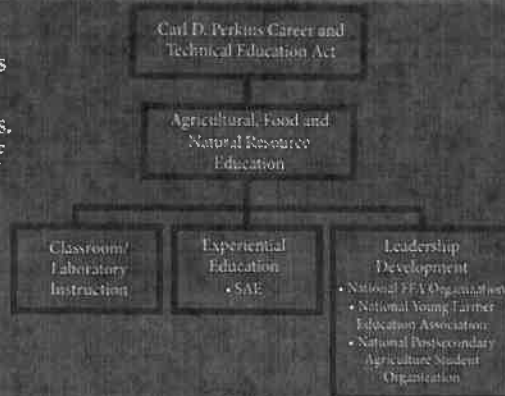 s
s.
f
Carl D. Perkins Career and
Technical Education Act
Agricultural, Food and
Natural Resource
Education
Classroom/
Laboratory
Instruction
Experiential
Education
• SAE
Leadership
Development
• National FFA Organization
• National Young Farmer
Education Association
• National Postsecondary
Agriculture Student
Organization